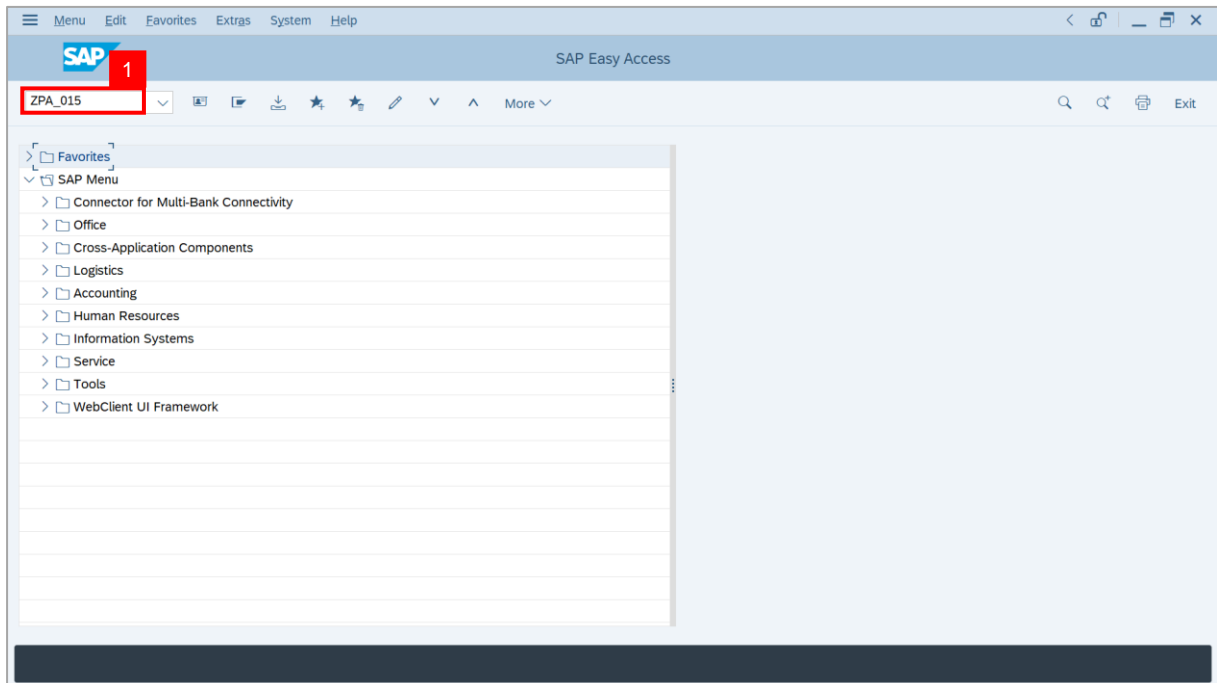 Menu Edit Favorites Extras System Help
SAP
SAP Easy Access
1
ZPA_015
More
Exit
Favorites
SAP Menu
Connector for Multi-Bank Connectivity
Office
Cross-Application Components
Logistics
Accounting
Human Resources
Information Systems
Service
Tools
WebClient UI Framework